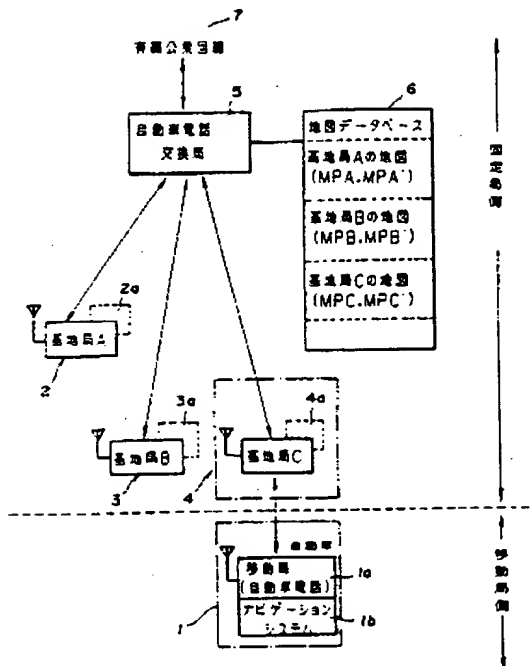 7
有線公衆回線
5
自動車電話
交換局
6
地図データベース
基地局Aの地図
(MPA.MPA')
基地局Bの地図
(MPB.MPB')
基地局Cの地図
(MPC.MPC')
固定局側
2a
基地局A
2
3a
基地局B
3
4a
基地局C
4
自動車
移動局
(自動車電話)
1a
ナビゲーション
システム
1b
1
移動局側